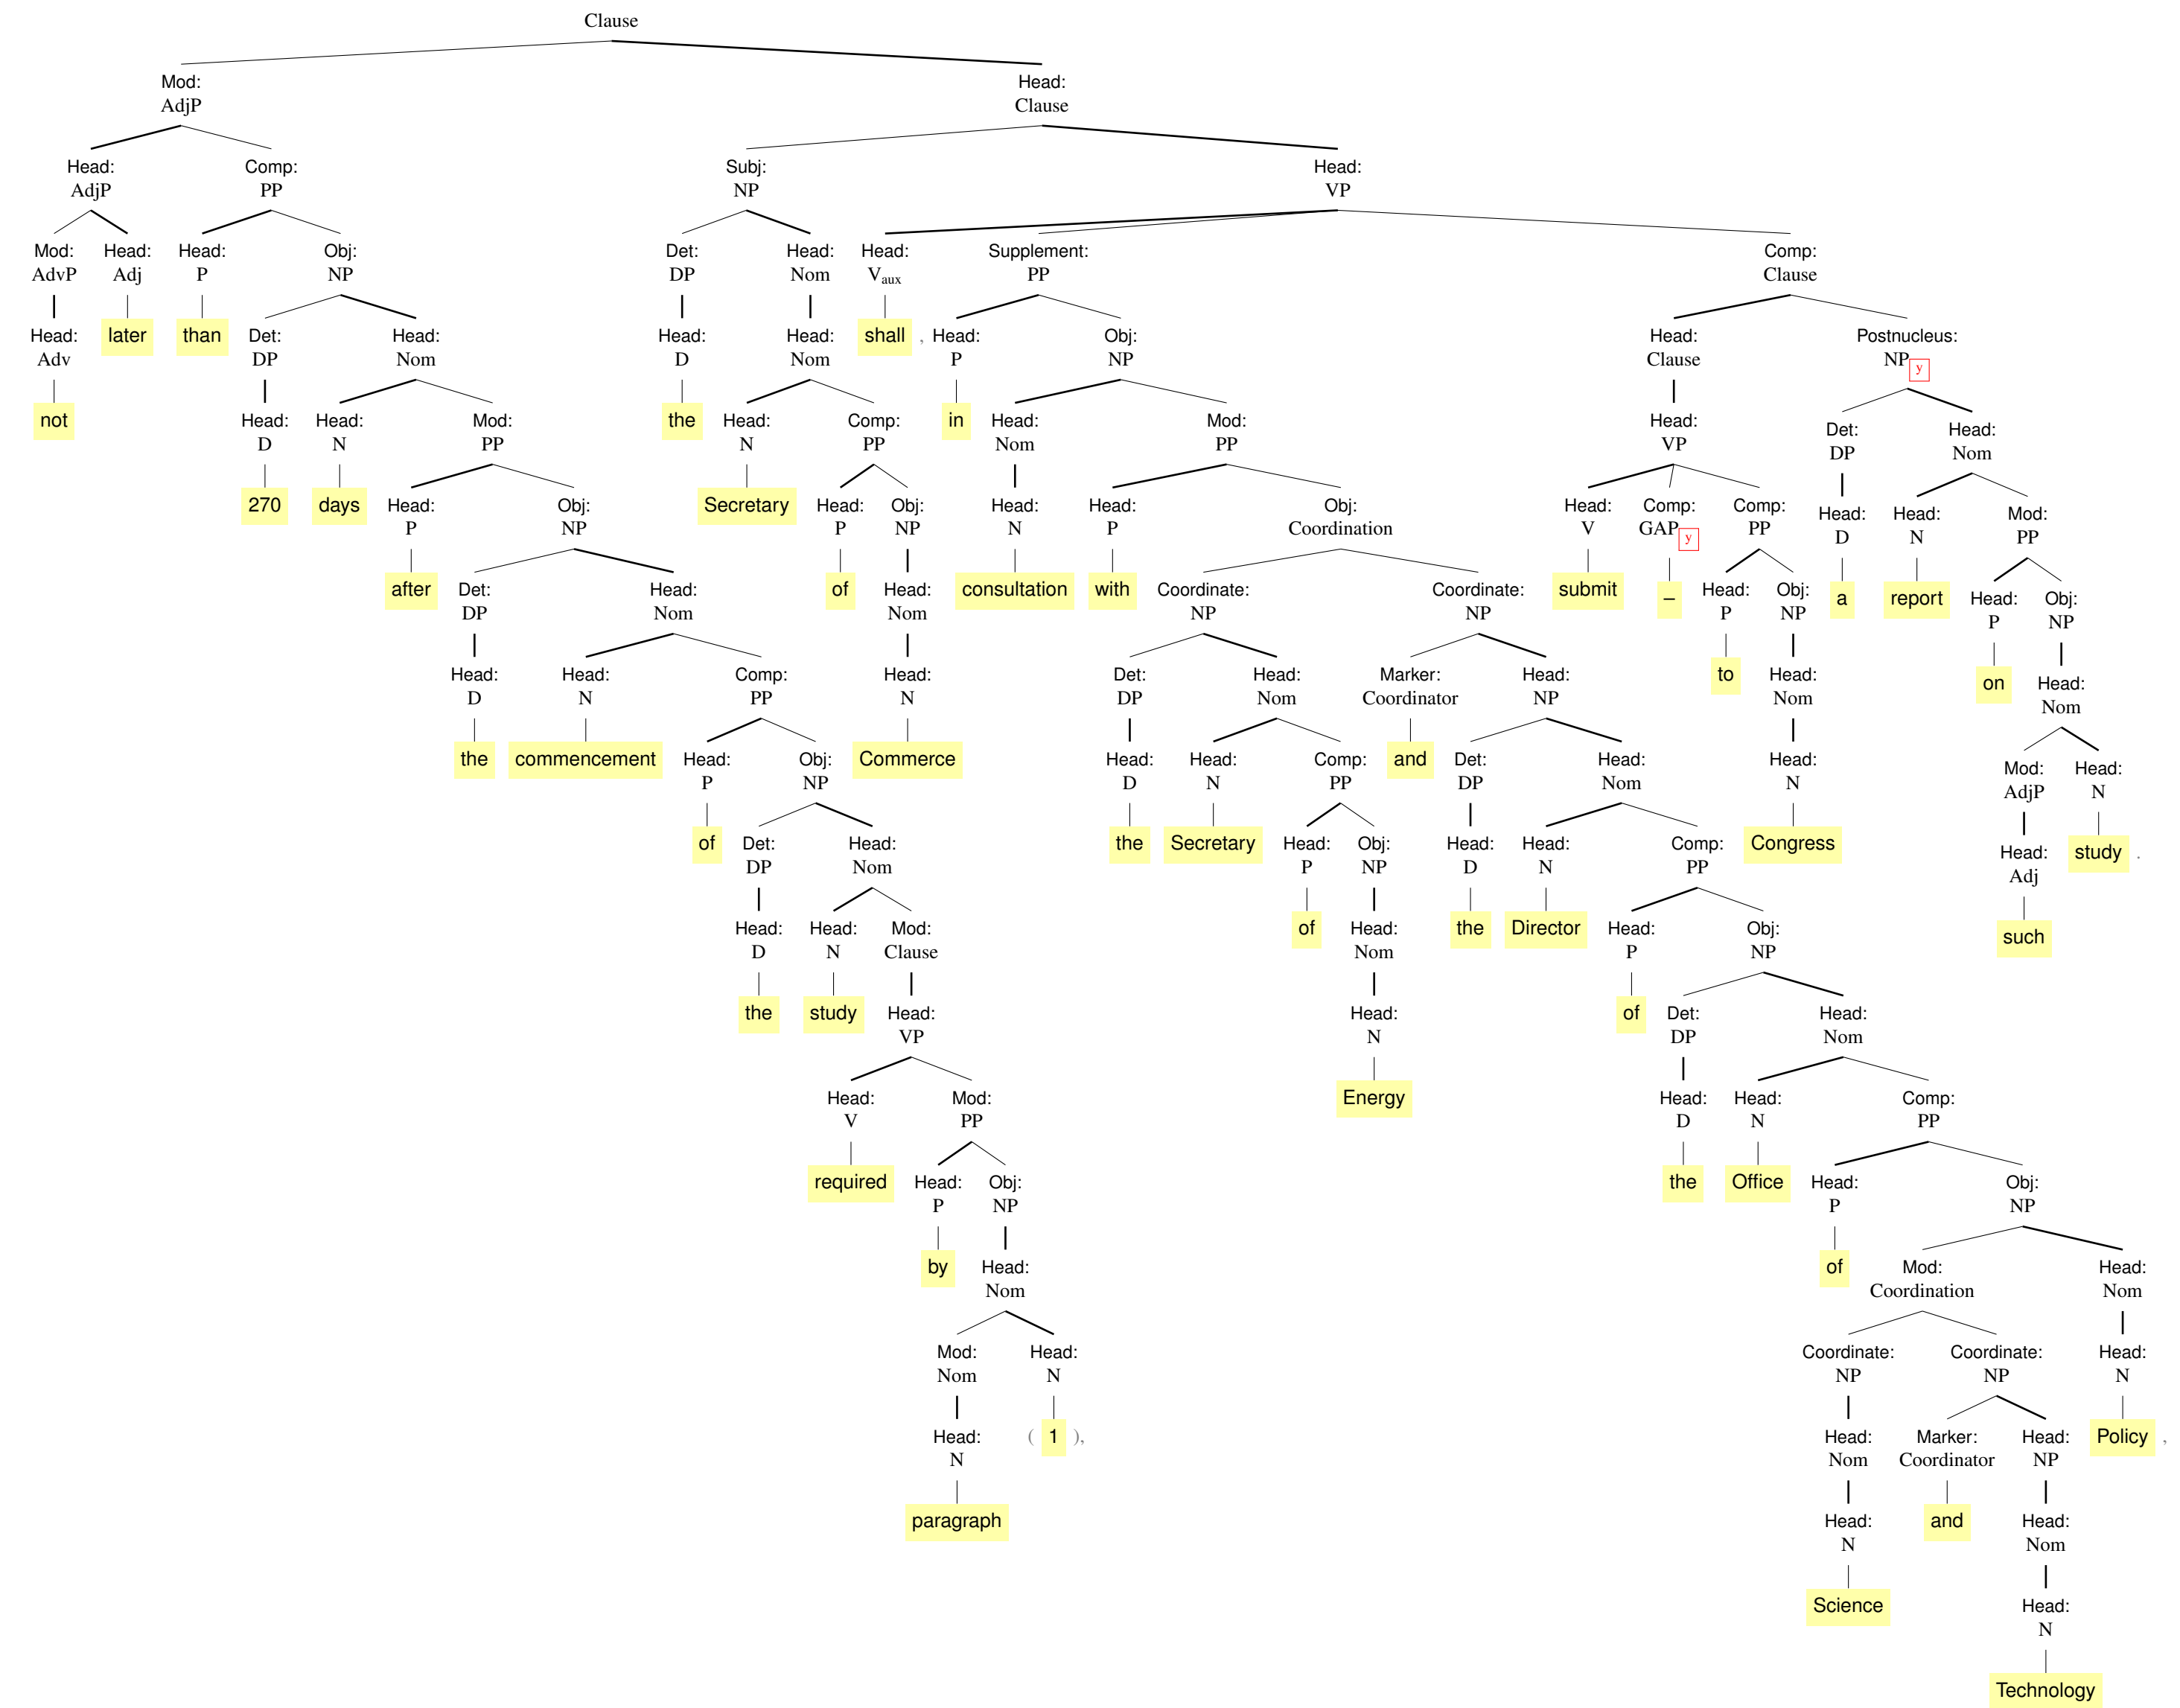 Clause
Mod: Head:
AdjP Clause
Head: Comp: Subj: Head:
AdjP PP NP VP
Mod: Head: Head: Obj: Det: Head: Head: Supplement: Comp:
AdvP Adj P NP DP Nom Vaux PP Clause
Head: later than Det: Head: Head: Head: shall , Head: Obj: Head: Postnucleus:
Adv DP Nom D Nom P NP Clause NP y
not Head: Head: Mod: the Head: Comp: in Head: Mod: Head: Det: Head:
D N PP N PP Nom PP VP DP Nom
270 days Head: Obj: Secretary Head: Obj: Head: Head: Obj: Head: Comp: Comp: Head: Head: Mod:
P NP P NP N P Coordination V GAP y PP D N PP
after Det: Head: of Head: consultation with Coordinate: Coordinate: submit – Head: Obj: a report Head: Obj:
DP Nom Nom NP NP P NP P NP
Head: Head: Comp: Head: Det: Head: Marker: Head: to Head: on Head:
D N PP N DP Nom Coordinator NP Nom Nom
the commencement Head: Obj: Commerce Head: Head: Comp: and Det: Head: Head: Mod: Head:
P NP D N PP DP Nom N AdjP N
of Det: Head: the Secretary Head: Obj: Head: Head: Comp: Congress Head: study .
DP Nom P NP D N PP Adj
Head: Head: Mod: of Head: the Director Head: Obj: such
D N Clause Nom P NP
the study Head: Head: of Det: Head:
VP N DP Nom
Head: Mod: Energy Head: Head: Comp:
V PP D N PP
required Head: Obj: the Office Head: Obj:
P NP P NP
by Head: of Mod: Head:
Nom Coordination Nom
Mod: Head: Coordinate: Coordinate: Head:
Nom N NP NP N
Head: ( 1 ), Head: Marker: Head: Policy ,
N Nom Coordinator NP
paragraph Head: and Head:
N Nom
Science Head:
N
Technology